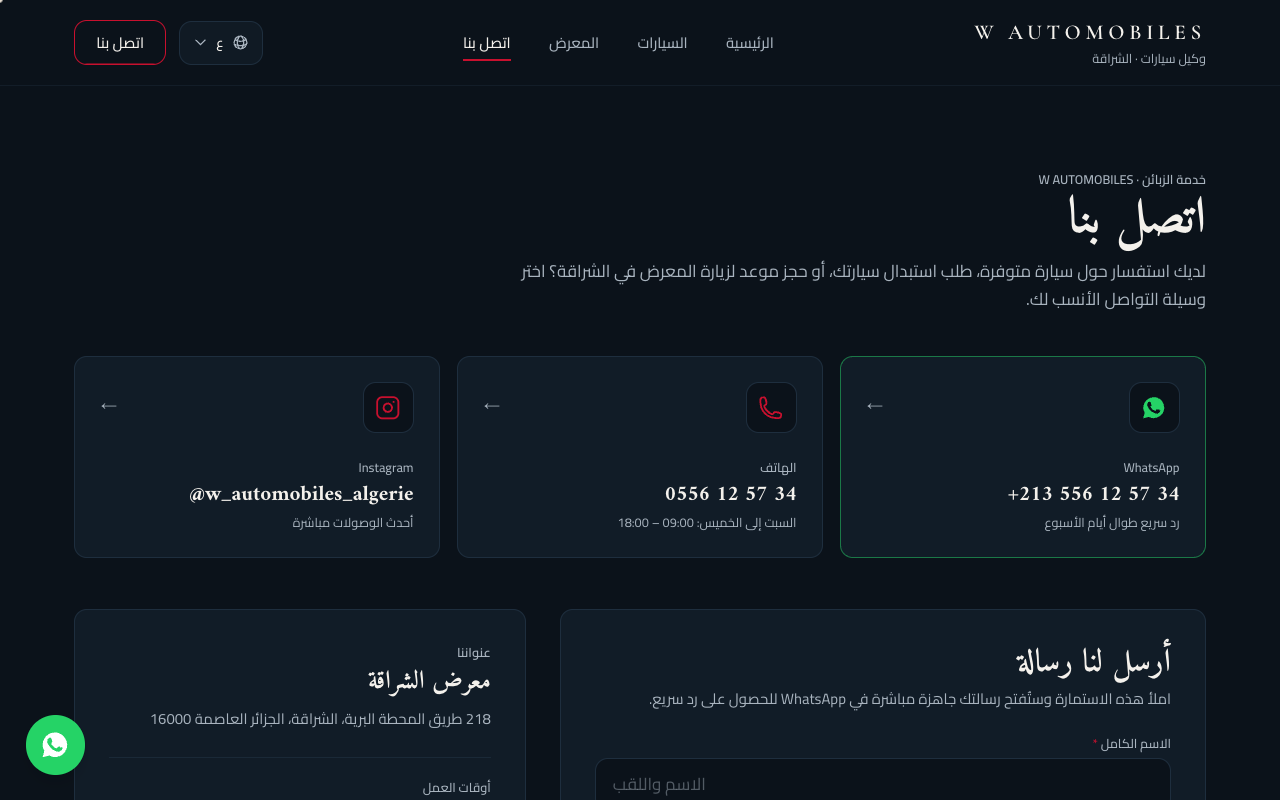 W AUTOMOBILES
وكيل سيارات · الشراقة
الرئيسية
السيارات
المعرض
اتصل بنا
ع
اتصل بنا
خدمة الزبائن · W AUTOMOBILES
اتصل بنا
لديك استفسار حول سيارة متوفرة، طلب استبدال سيارتك، أو حجز موعد لزيارة المعرض في الشراقة؟ اختر
وسيلة التواصل الأنسب لك.
←
WhatsApp
+213 556 12 57 34
رد سريع طوال أيام الأسبوع
←
الهاتف
0556 12 57 34
السبت إلى الخميس: 09:00 – 18:00
←
Instagram
@w_automobiles_algerie
أحدث الوصولات مباشرة
أرسل لنا رسالة
املأ هذه الاستمارة وستُفتح رسالتك جاهزة مباشرة في WhatsApp للحصول على رد سريع.
الاسم الكامل *
الاسم واللقب
عنواننا
معرض الشراقة
218 طريق المحطة البرية، الشراقة، الجزائر العاصمة 16000
أوقات العمل